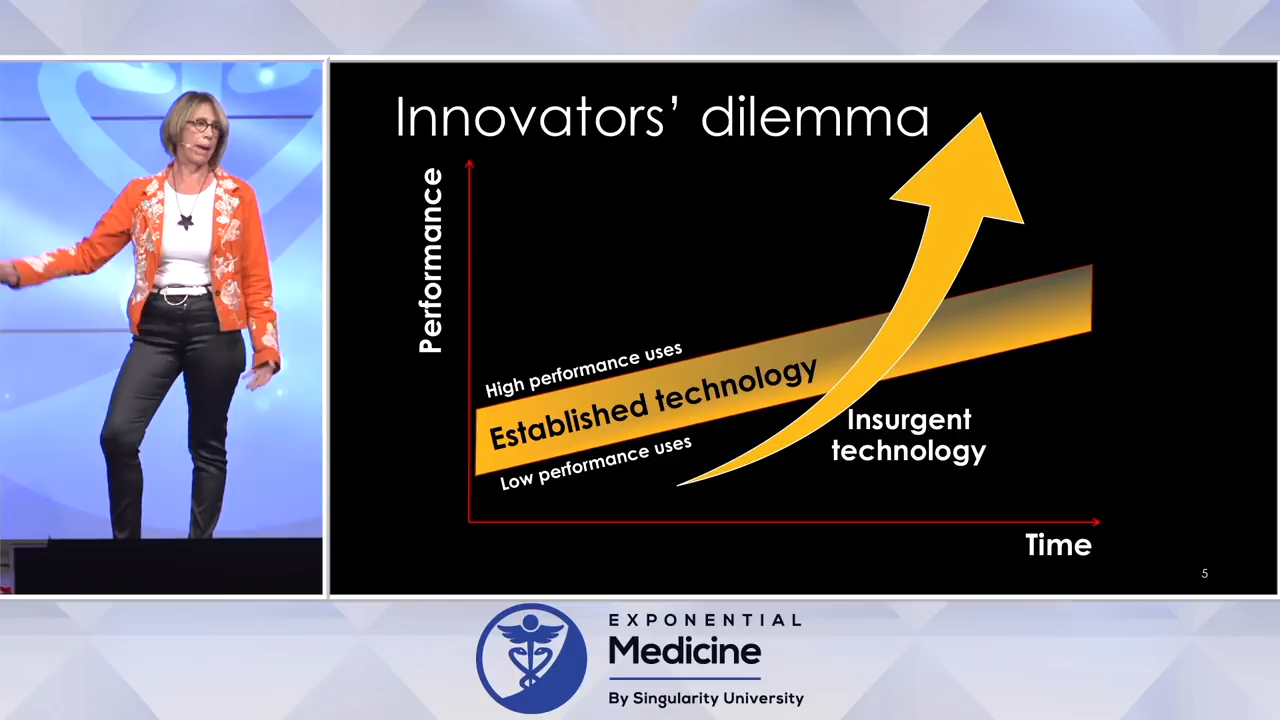 Innovators’ dilemma
Performance
High performance uses
Established technology
Low performance uses
Insurgent
technology
Time
5
EXPONENTIAL
Medicine
By Singularity University